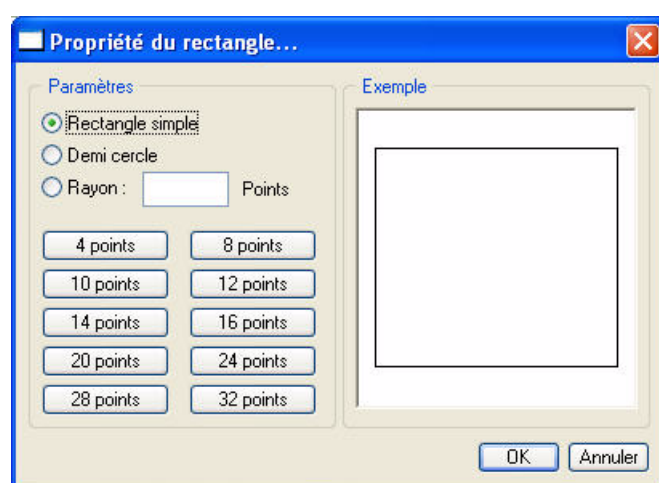 Propriété du rectangle...
Paramètres
Rectangle simple
Demi cercle
Rayon : Points
4 points 8 points
10 points 12 points
14 points 16 points
20 points 24 points
28 points 32 points
Exemple
OK Annuler